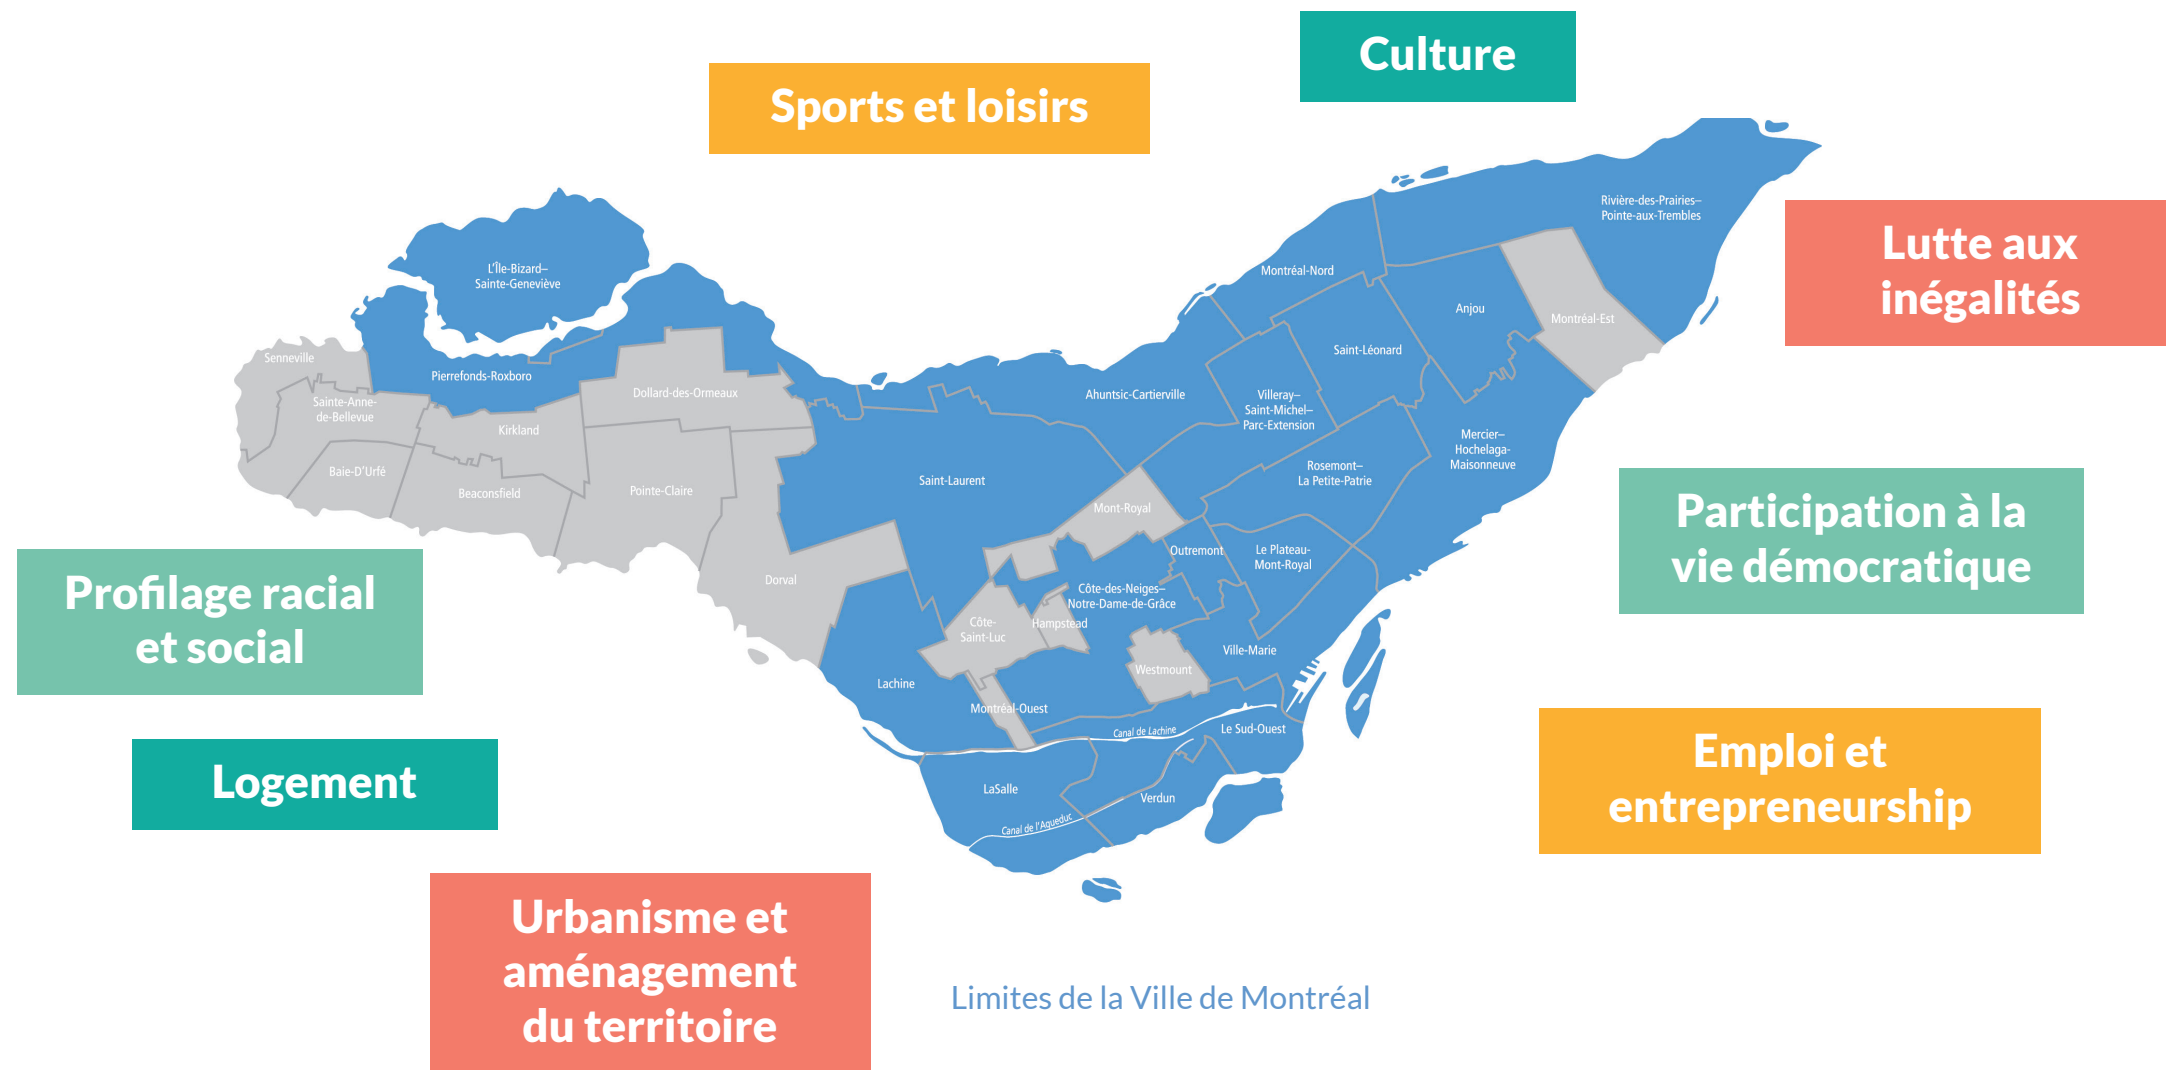 Culture
Sports et loisirs
Rivière-des-Prairies–
Pointe-aux-Trembles
Lutte aux
inégalités
L'Île-Bizard–
Sainte-Geneviève
Montréal-Nord
Anjou
Montréal-Est
Senneville
Saint-Léonard
Pierrefonds-Roxboro
Dollard-des-Ormeaux
Ahuntsic-Cartierville
Villeray–
Saint-Michel–
Parc-Extension
Sainte-Anne-
de-Bellevue
Kirkland
Mercier–
Hochelaga-
Maisonneuve
Baie-D'Urfé
Beaconsfield
Pointe-Claire
Saint-Laurent
Rosemont–
La Petite-Patrie
Mont-Royal
Participation à la
vie démocratique
Outremont
Le Plateau-
Mont-Royal
Profilage racial
et social
Dorval
Côte-des-Neiges–
Notre-Dame-de-Grâce
Côte-
Saint-Luc
Hampstead
Ville-Marie
Westmount
Lachine
Montréal-Ouest
Canal de Lachine
Le Sud-Ouest
Emploi et
entrepreneurship
Logement
LaSalle
Verdun
Canal de l'Aqueduc
Urbanisme et
aménagement
du territoire
Limites de la Ville de Montréal